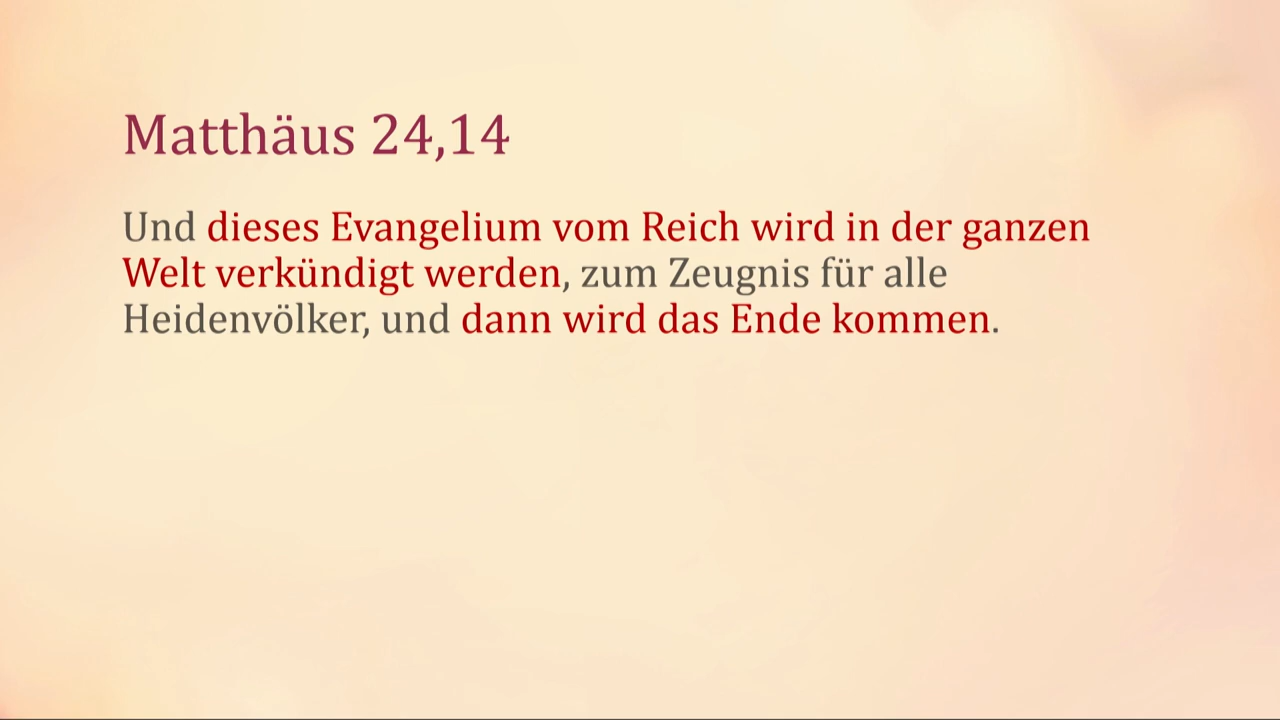 Matthäus 24,14
Und dieses Evangelium vom Reich wird in der ganzen
Welt verkündigt werden, zum Zeugnis für alle
Heidenvölker, und dann wird das Ende kommen.